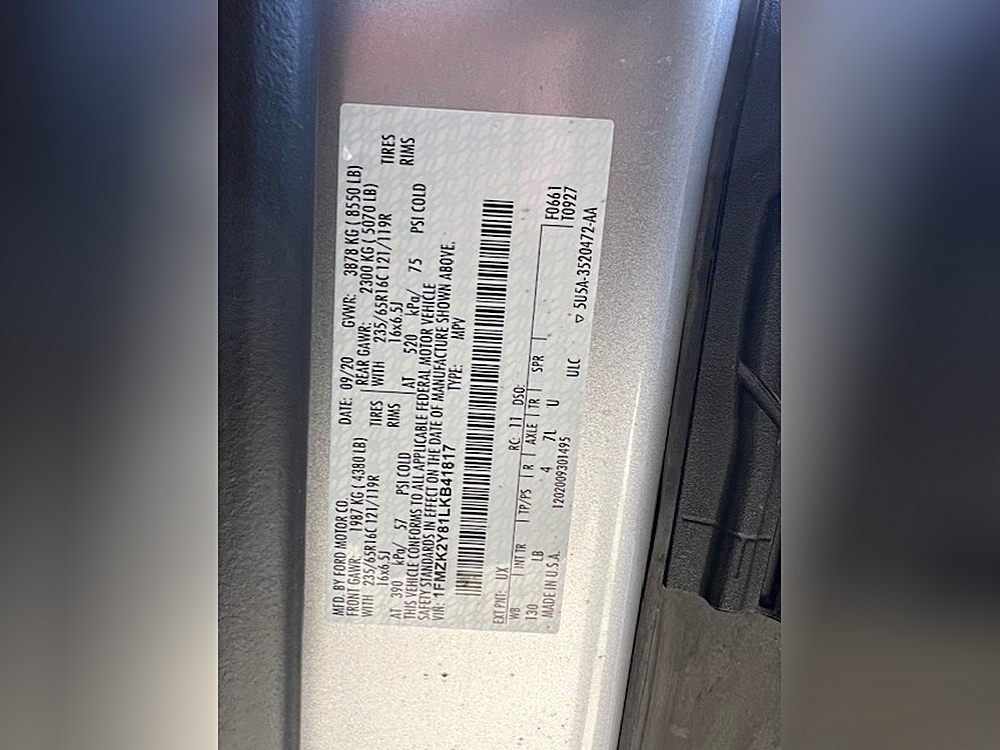 MFD. BY FORD MOTOR CO.
DATE: 09/20 GVWR: 3878 KG ( 8550 LB)
FRONT GAWR: 1987 KG ( 4380 LB) REAR GAWR: 2300 KG ( 5070 LB)
WITH 235/65R16C 121/119R TIRES WITH 235/65R16C 121/119R TIRES
16x6.5J RIMS 16x6.5J RIMS
AT 390 kPa/ 57 PSI COLD AT 520 kPa/ 75 PSI COLD
THIS VEHICLE CONFORMS TO ALL APPLICABLE FEDERAL MOTOR VEHICLE
SAFETY STANDARDS IN EFFECT ON THE DATE OF MANUFACTURE SHOWN ABOVE.
VIN: 1FMZK2Y81LKB41817 TYPE: MPV
EXT PNT: UX RC: 11 DSO:
WB INT TR TP/PS R AXLE TR SPR
130 LB 4 7L U
F0661
T0927
MADE IN U.S.A. 1202009301495 ULC ▽ 5USA-3520472-AA